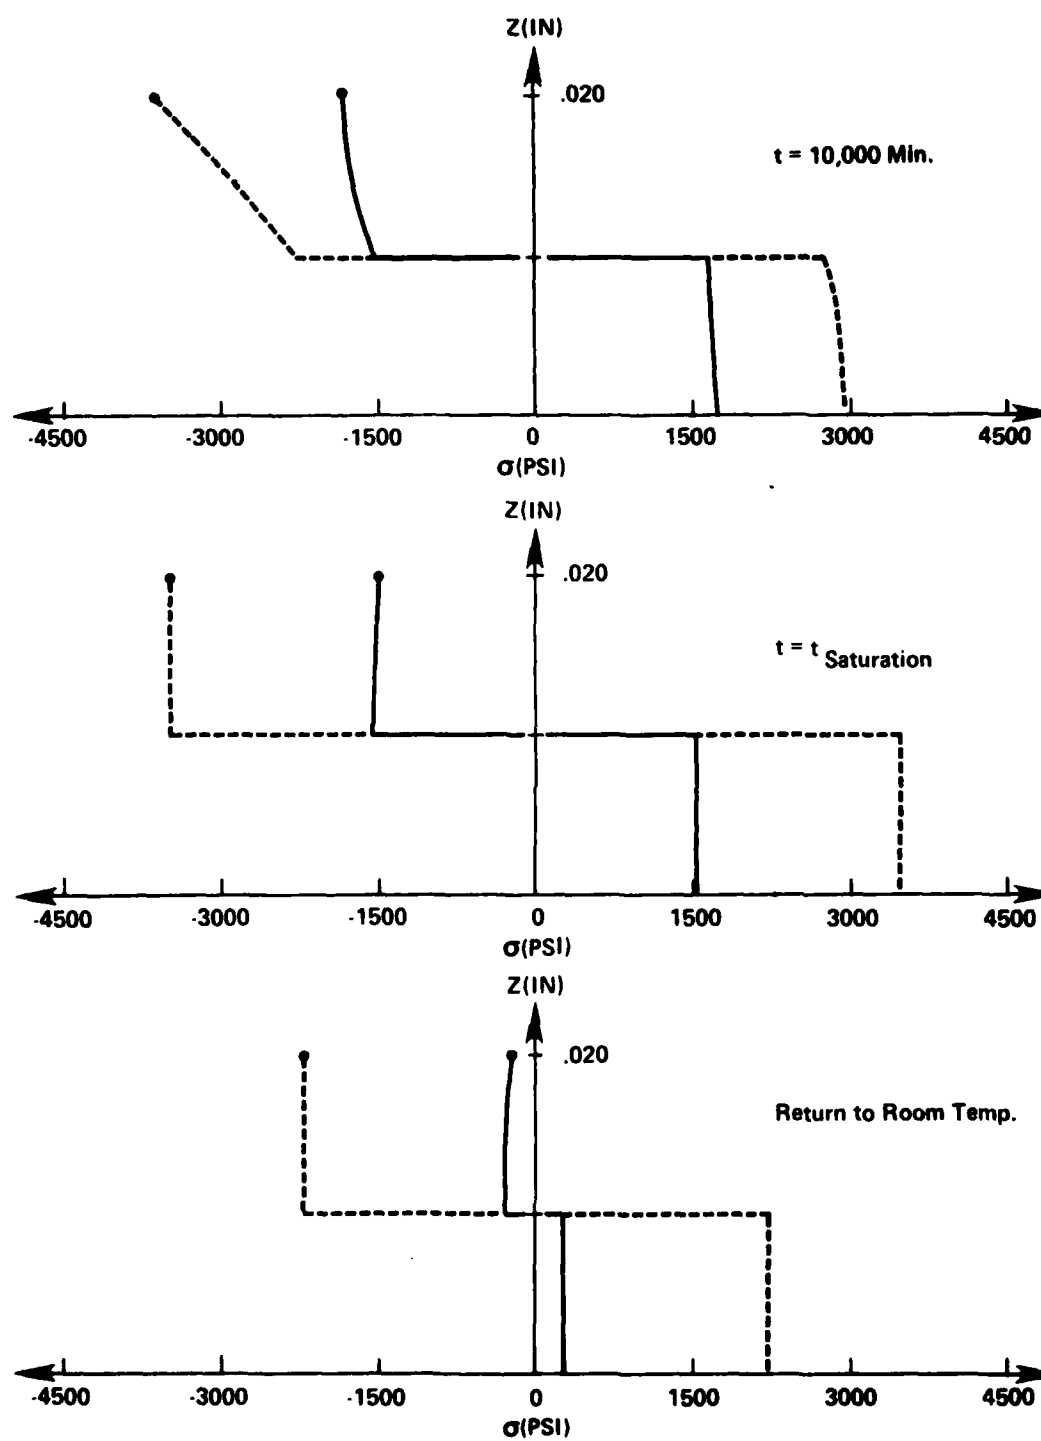 Z(IN)
.020
t = 10,000 Min.
-4500 -3000 -1500 0 1500 3000 4500
σ(PSI)
Z(IN)
.020
t = t Saturation
-4500 -3000 -1500 0 1500 3000 4500
σ(PSI)
Z(IN)
.020
Return to Room Temp.
-4500 -3000 -1500 0 1500 3000 4500
σ(PSI)